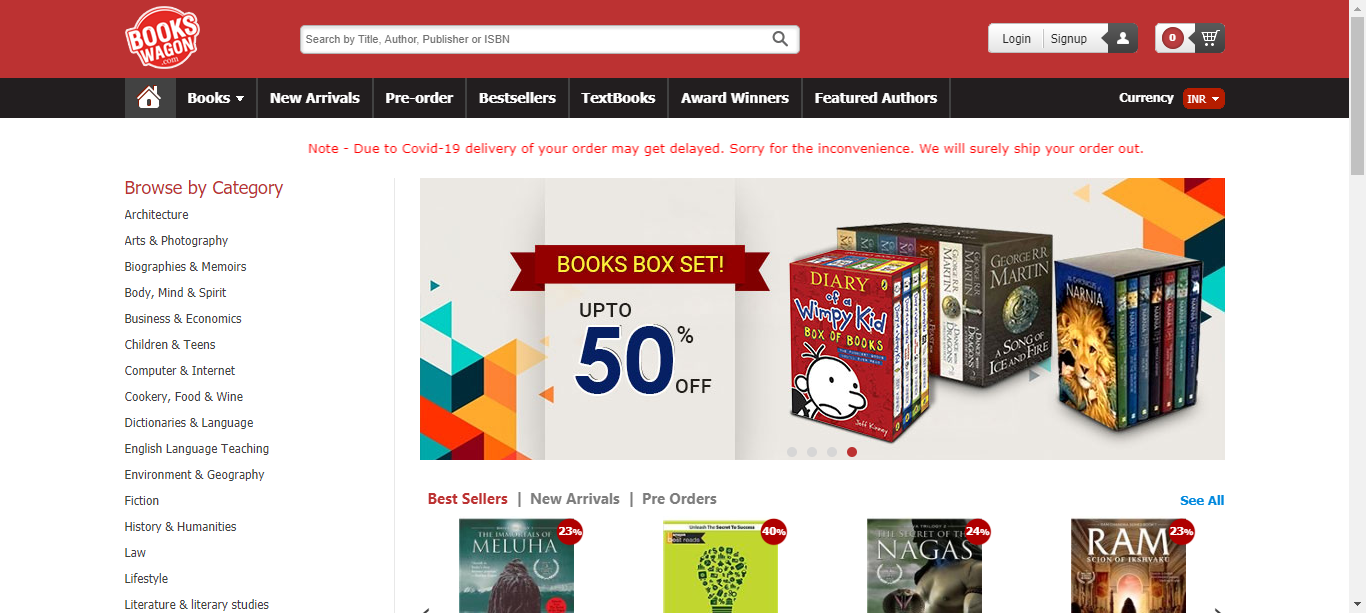 BOOKS
WAGON
.com
Search by Title, Author, Publisher or ISBN
Login
Signup
0
Books
New Arrivals
Pre-order
Bestsellers
TextBooks
Award Winners
Featured Authors
Currency
INR
Note - Due to Covid-19 delivery of your order may get delayed. Sorry for the inconvenience. We will surely ship your order out.
Browse by Category
Architecture
Arts & Photography
Biographies & Memoirs
Body, Mind & Spirit
Business & Economics
Children & Teens
Computer & Internet
Cookery, Food & Wine
Dictionaries & Language
English Language Teaching
Environment & Geography
Fiction
History & Humanities
Law
Lifestyle
Literature & literary studies
BOOKS BOX SET!
UPTO
50%
OFF
DIARY
of a
Wimpy Kid
BOX OF BOOKS
Jeff Kinney
GEORGE R.R.
MARTIN
A SONG OF
ICE AND FIRE
NARNIA
Best Sellers | New Arrivals | Pre Orders
See All
23%
THE IMMORTALS OF
MELUHA
40%
Unleash The Secret To Success
best reads
24%
THE SECRET OF THE
NAGAS
23%
RAM
SCION OF IKSHVAKU